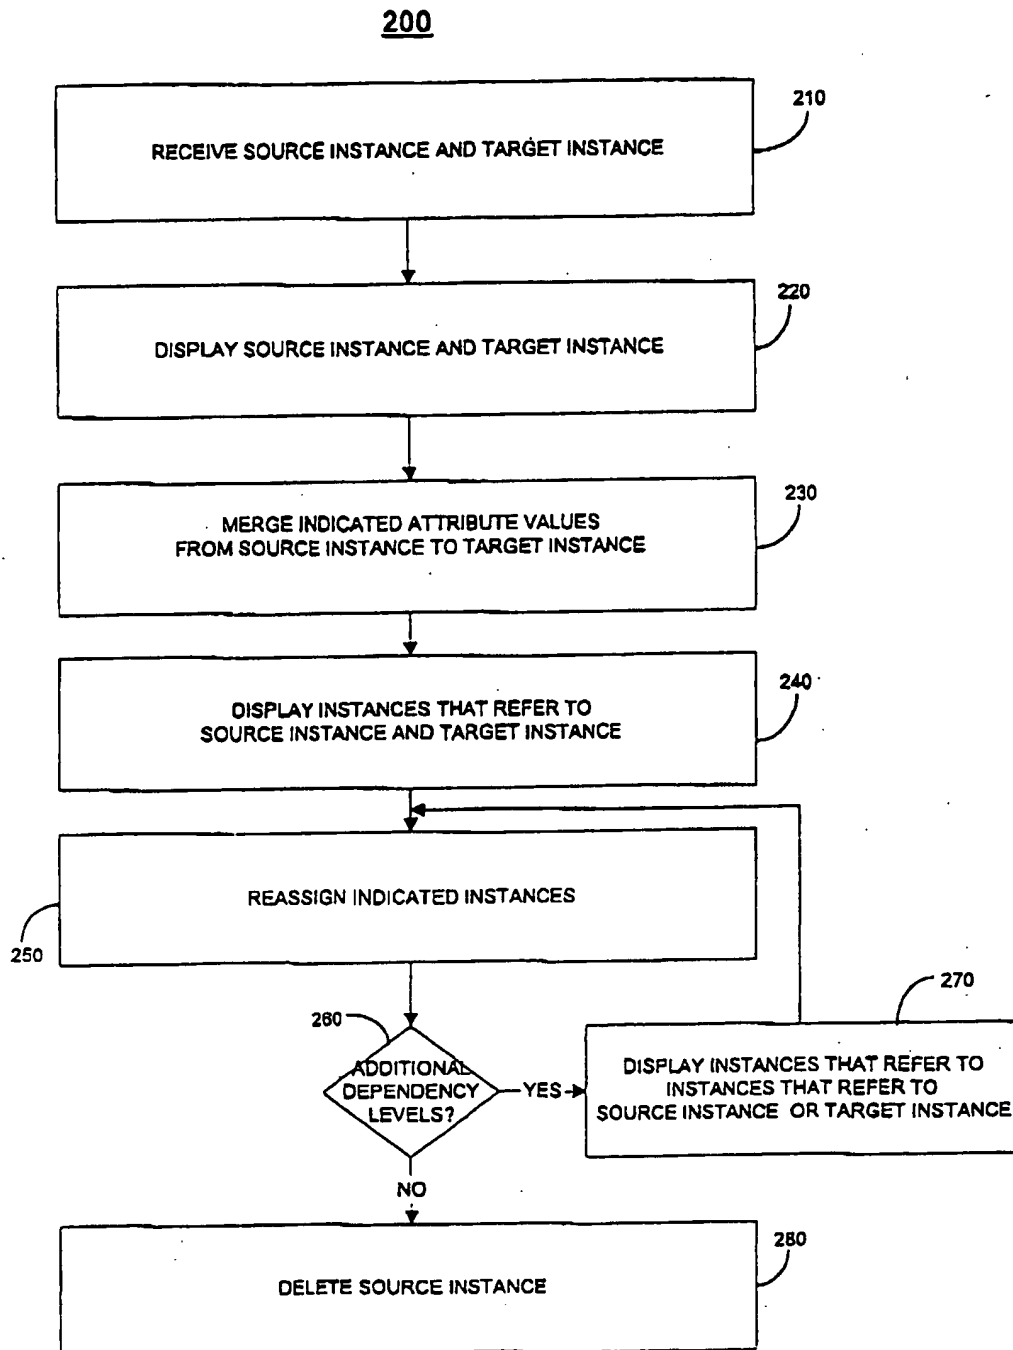 200
210
RECEIVE SOURCE INSTANCE AND TARGET INSTANCE
220
DISPLAY SOURCE INSTANCE AND TARGET INSTANCE
230
MERGE INDICATED ATTRIBUTE VALUES
FROM SOURCE INSTANCE TO TARGET INSTANCE
240
DISPLAY INSTANCES THAT REFER TO
SOURCE INSTANCE AND TARGET INSTANCE
REASSIGN INDICATED INSTANCES
250
260
ADDITIONAL
DEPENDENCY
LEVELS?
YES
270
DISPLAY INSTANCES THAT REFER TO
INSTANCES THAT REFER TO
SOURCE INSTANCE OR TARGET INSTANCE
NO
280
DELETE SOURCE INSTANCE